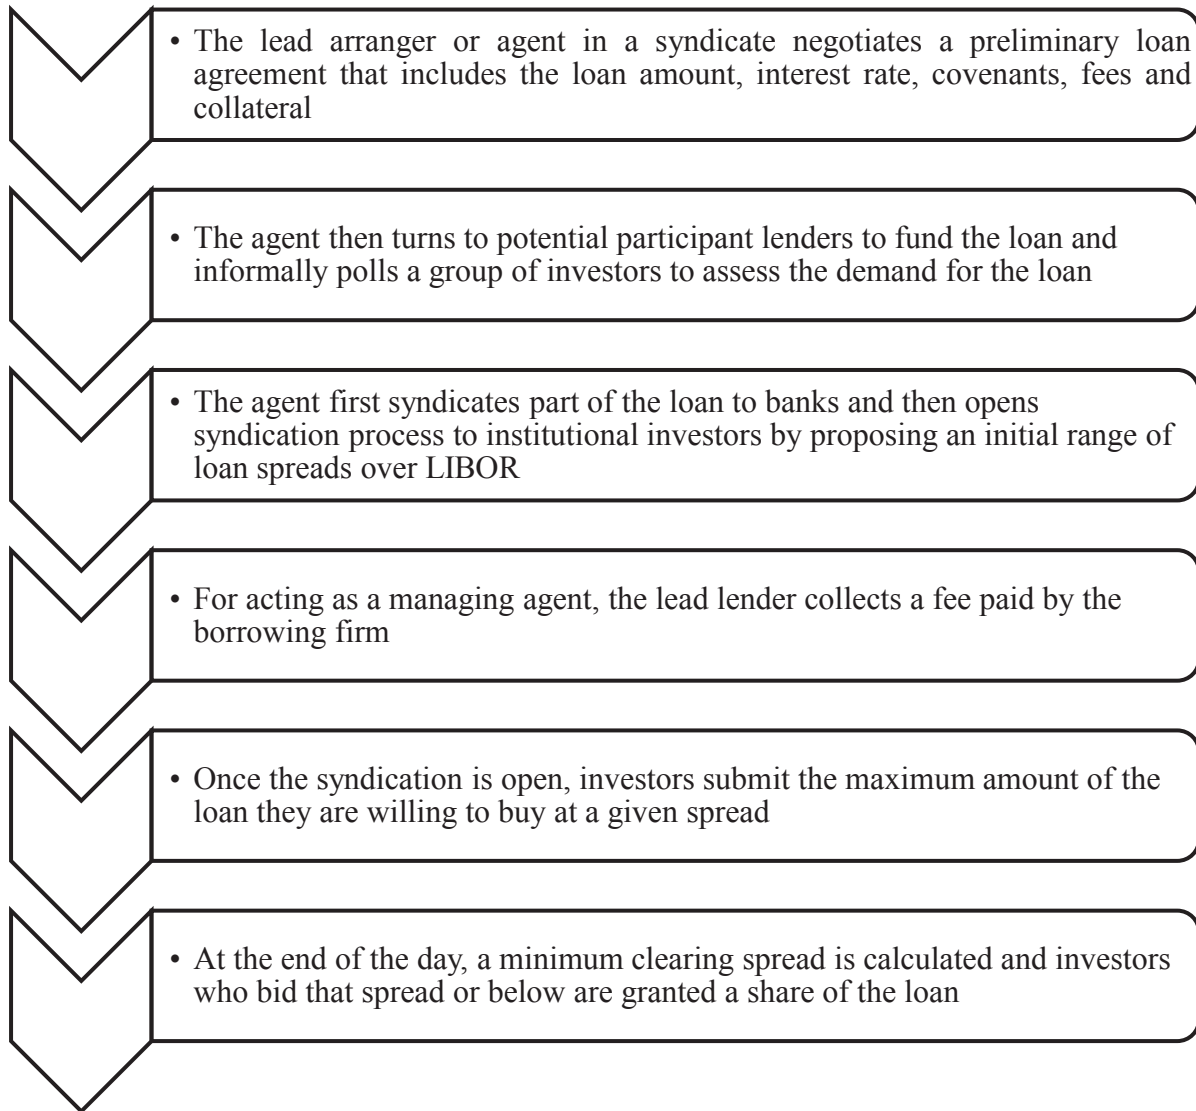 • The lead arranger or agent in a syndicate negotiates a preliminary loan
agreement that includes the loan amount, interest rate, covenants, fees and
collateral
• The agent then turns to potential participant lenders to fund the loan and
informally polls a group of investors to assess the demand for the loan
• The agent first syndicates part of the loan to banks and then opens
syndication process to institutional investors by proposing an initial range of
loan spreads over LIBOR
• For acting as a managing agent, the lead lender collects a fee paid by the
borrowing firm
• Once the syndication is open, investors submit the maximum amount of the
loan they are willing to buy at a given spread
• At the end of the day, a minimum clearing spread is calculated and investors
who bid that spread or below are granted a share of the loan